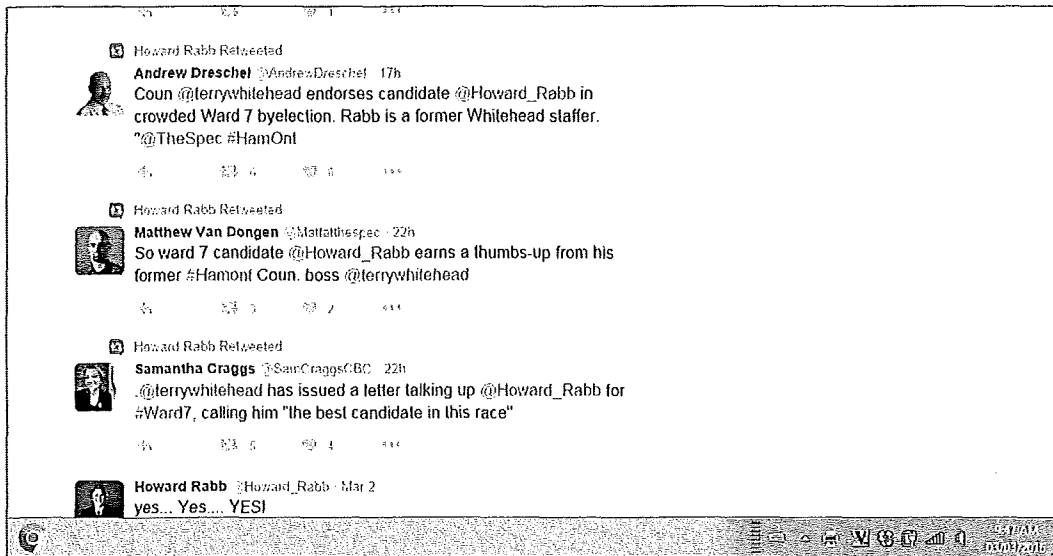 Howard Rabb Retweeted
Andrew Dreschel @AndrewDreschel · 17h
Coun @terrywhitehead endorses candidate @Howard_Rabb in
crowded Ward 7 byelection. Rabb is a former Whitehead staffer.
"@TheSpec #HamOnt
Howard Rabb Retweeted
Matthew Van Dongen @Mattatthespec · 22h
So ward 7 candidate @Howard_Rabb earns a thumbs-up from his
former #Hamont Coun. boss @terrywhitehead
3 2
Howard Rabb Retweeted
Samantha Craggs @SamCraggsCBC · 22h
.@terrywhitehead has issued a letter talking up @Howard_Rabb for
#Ward7, calling him "the best candidate in this race"
Howard Rabb @Howard_Rabb · Mar 2
yes... Yes.... YES!